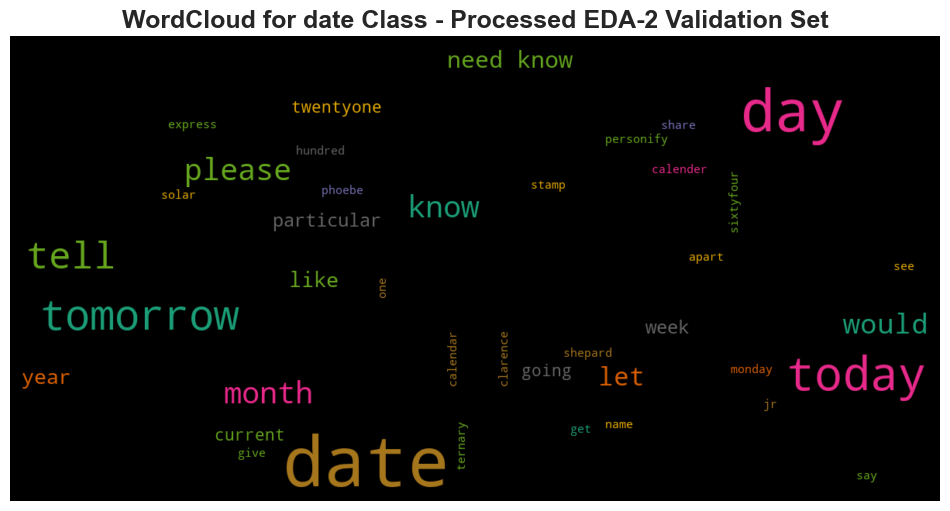 WordCloud for date Class - Processed EDA-2 Validation Set
need know
day
twentyone
express
share
personify
hundred
please
calender
solar
phoebe
stamp
sixtyfour
know
particular
tell
apart
see
like
one
tomorrow
would
week
calendar
clarence
shepard
year
going
let
monday
today
month
jr
current
give
date
ternary
get
name
say